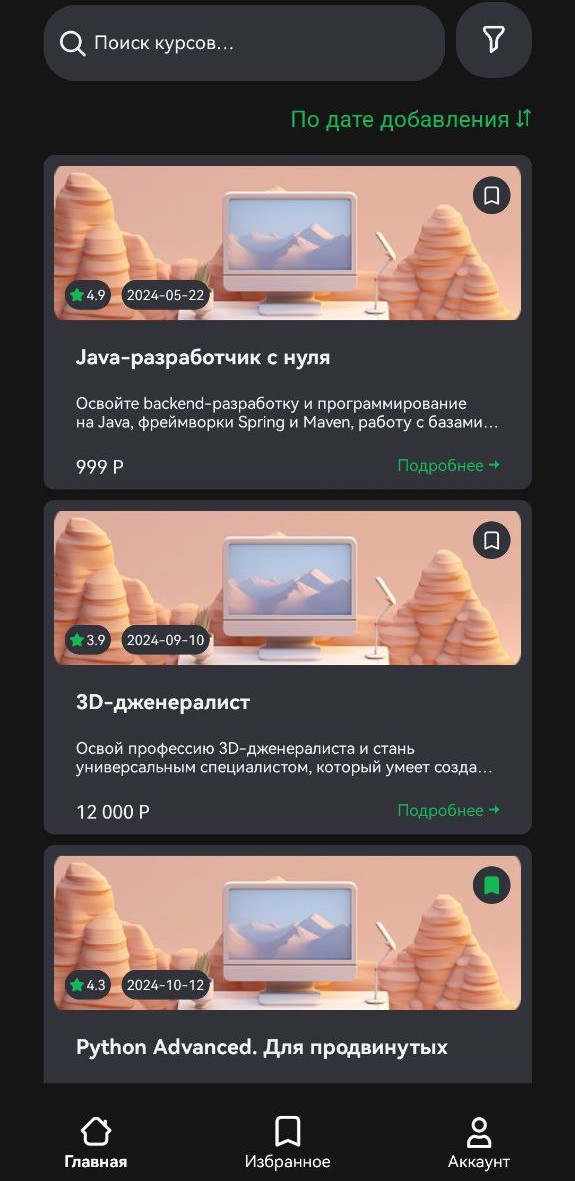 Поиск курсов...
По дате добавления
4.9 2024-05-22
Java-разработчик с нуля
Освойте backend-разработку и программирование
на Java, фреймворки Spring и Maven, работу с базами...
999 Р Подробнее
3.9 2024-09-10
3D-дженералист
Освой профессию 3D-дженералиста и стань
универсальным специалистом, который умеет созда...
12 000 Р Подробнее
4.3 2024-10-12
Python Advanced. Для продвинутых
Главная Избранное Аккаунт